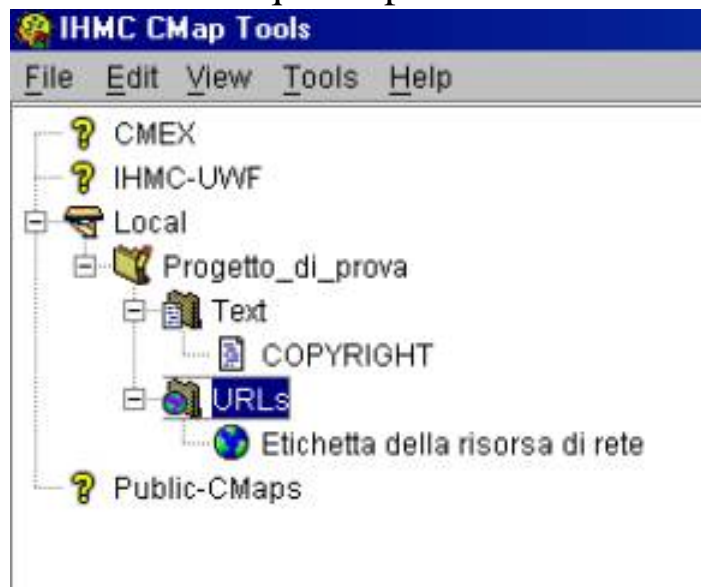 IHMC CMap Tools
File Edit View Tools Help
CMEX
IHMC-UWF
Local
Progetto_di_prova
Text
COPYRIGHT
URLs
Etichetta della risorsa di rete
Public-CMaps